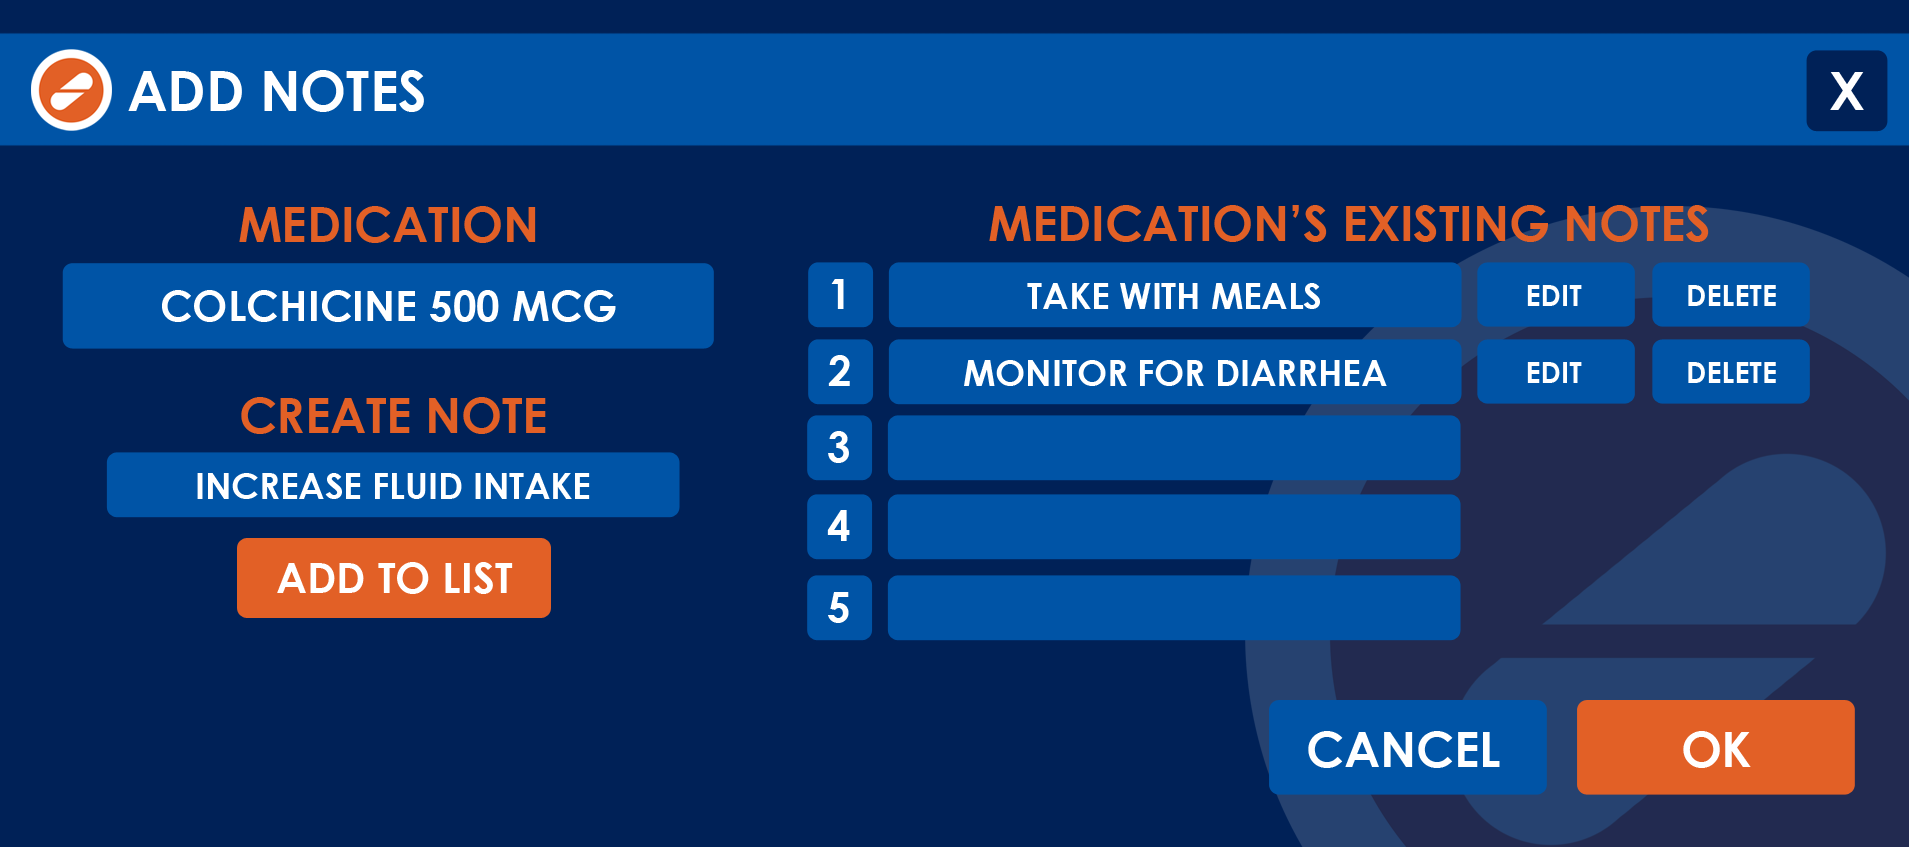 ADD NOTES
X
MEDICATION
COLCHICINE 500 MCG
CREATE NOTE
INCREASE FLUID INTAKE
ADD TO LIST
MEDICATION’S EXISTING NOTES
1 TAKE WITH MEALS EDIT DELETE
2 MONITOR FOR DIARRHEA EDIT DELETE
3
4
5
CANCEL OK